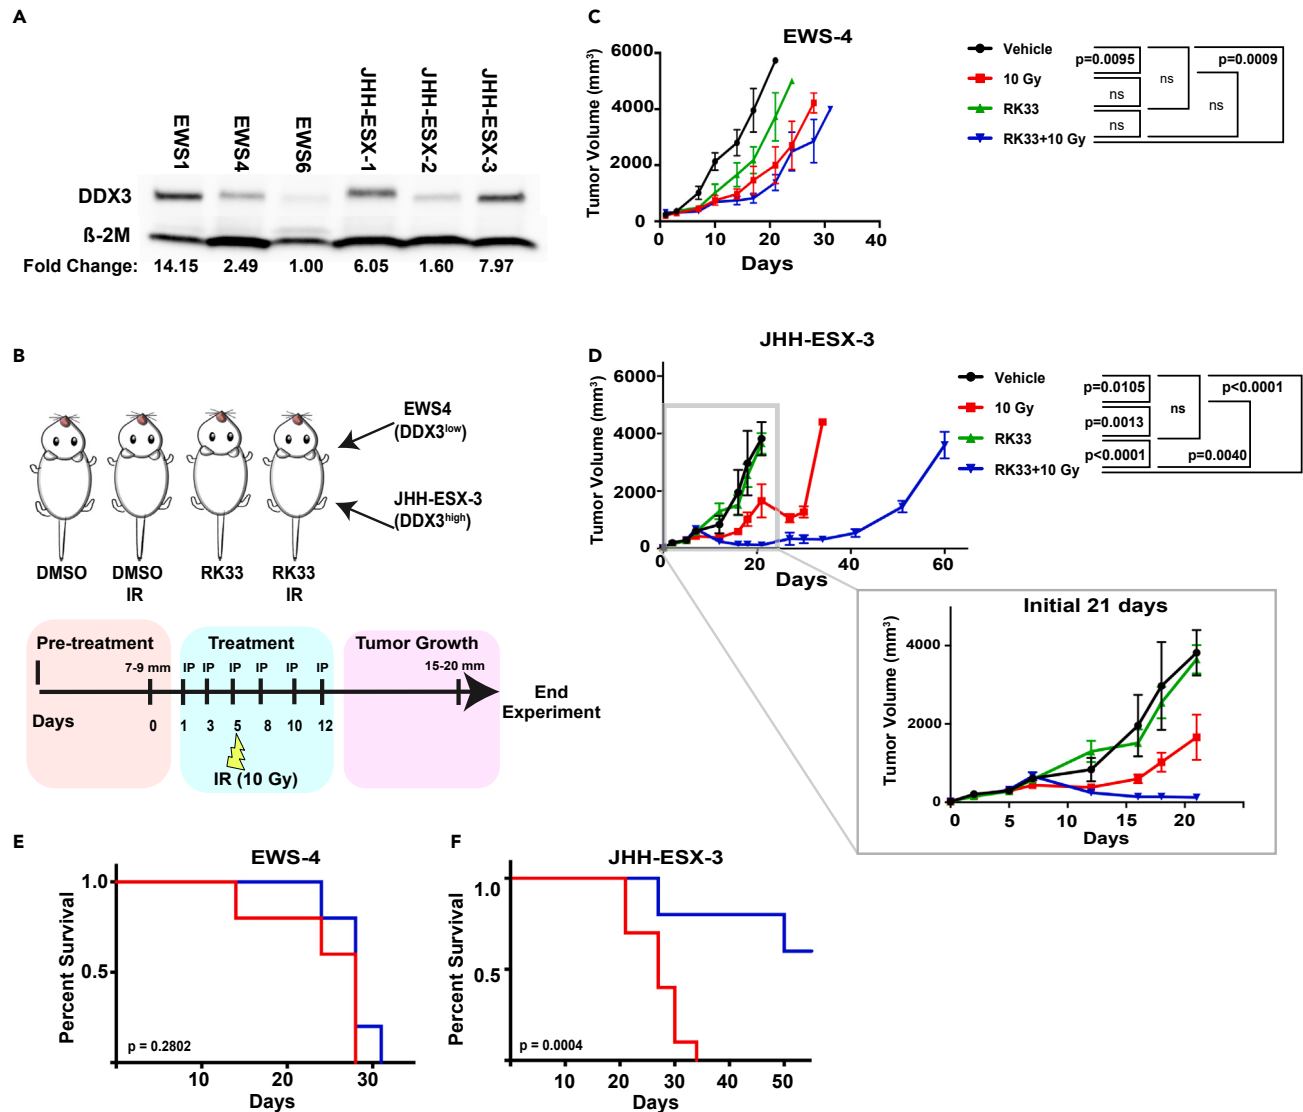 A
EWS1
EWS4
EWS6
JHH-ESX-1
JHH-ESX-2
JHH-ESX-3
DDX3
ß-2M
Fold Change: 14.15 2.49 1.00 6.05 1.60 7.97
B
EWS4
(DDX3low)
JHH-ESX-3
(DDX3high)
DMSO
DMSO
IR
RK33
RK33
IR
Pre-treatment
Treatment
Tumor Growth
7-9 mm
IP IP IP IP IP IP
15-20 mm
Days
0 1 3 5 8 10 12
End
Experiment
IR (10 Gy)
C
EWS-4
Tumor Volume (mm3)
6000
4000
2000
0
0 10 20 30 40
Days
Vehicle
10 Gy
RK33
RK33+10 Gy
p=0.0095
ns
p=0.0009
ns
ns
ns
D
JHH-ESX-3
Tumor Volume (mm3)
6000
4000
2000
0
0 20 40 60
Days
Vehicle
10 Gy
RK33
RK33+10 Gy
p=0.0105
p<0.0001
ns
p=0.0013
p<0.0001
p=0.0040
Initial 21 days
Tumor Volume (mm3)
4000
2000
0
0 5 10 15 20
Days
E
EWS-4
Percent Survival
1.0
0.5
p = 0.2802
10 20 30
Days
F
JHH-ESX-3
Percent Survival
1.0
0.5
p = 0.0004
10 20 30 40 50
Days